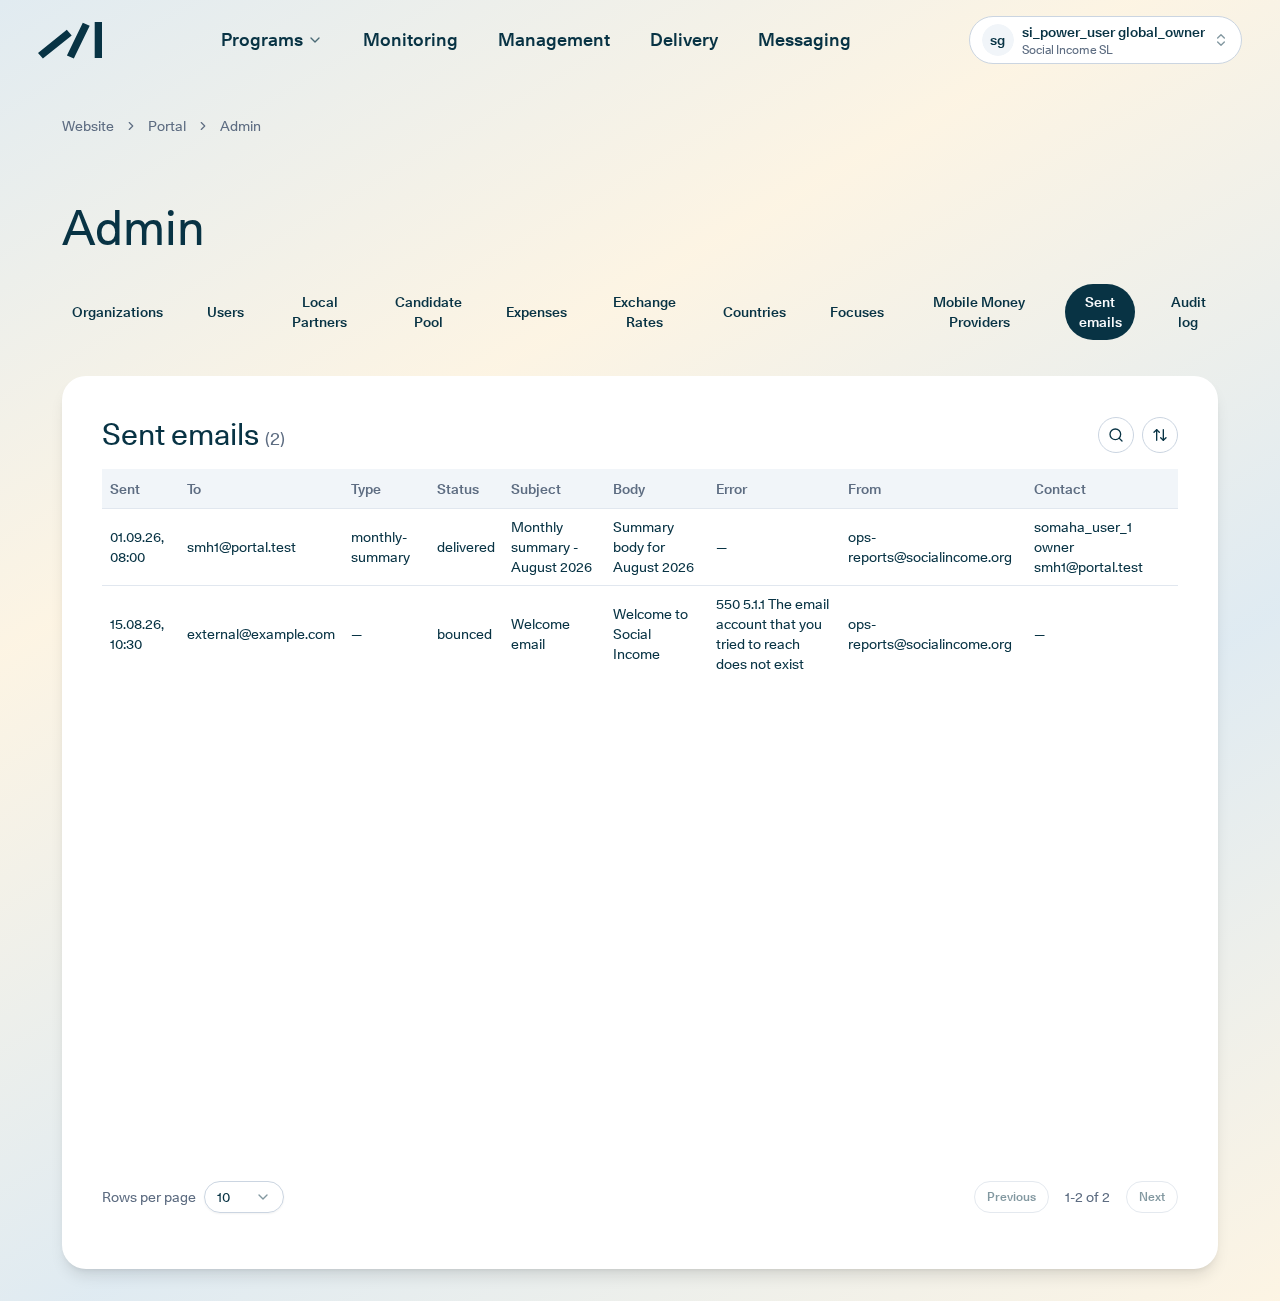 Programs
Monitoring
Management
Delivery
Messaging
sg
si_power_user global_owner
Social Income SL
Website
Portal
Admin
Admin
Organizations
Users
Local
Partners
Candidate
Pool
Expenses
Exchange
Rates
Countries
Focuses
Mobile Money
Providers
Sent
emails
Audit
log
Sent emails (2)
Sent
To
Type
Status
Subject
Body
Error
From
Contact
01.09.26,
08:00
smh1@portal.test
monthly-
summary
delivered
Monthly
summary -
August 2026
Summary
body for
August 2026
—
ops-
reports@socialincome.org
somaha_user_1
owner
smh1@portal.test
15.08.26,
10:30
external@example.com
—
bounced
Welcome
email
Welcome to
Social
Income
550 5.1.1 The email
account that you
tried to reach
does not exist
ops-
reports@socialincome.org
—
Rows per page
10
Previous
1-2 of 2
Next